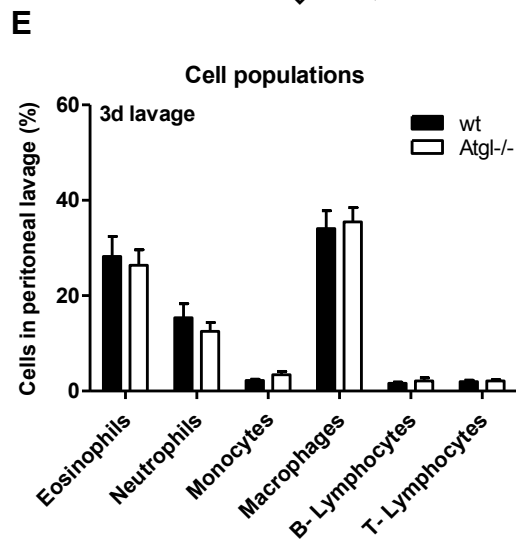 E
Cell populations
3d lavage
wt
Atgl-/-
Cells in peritoneal lavage (%)
60
40
20
0
Eosinophils
Neutrophils
Monocytes
Macrophages
B- Lymphocytes
T- Lymphocytes